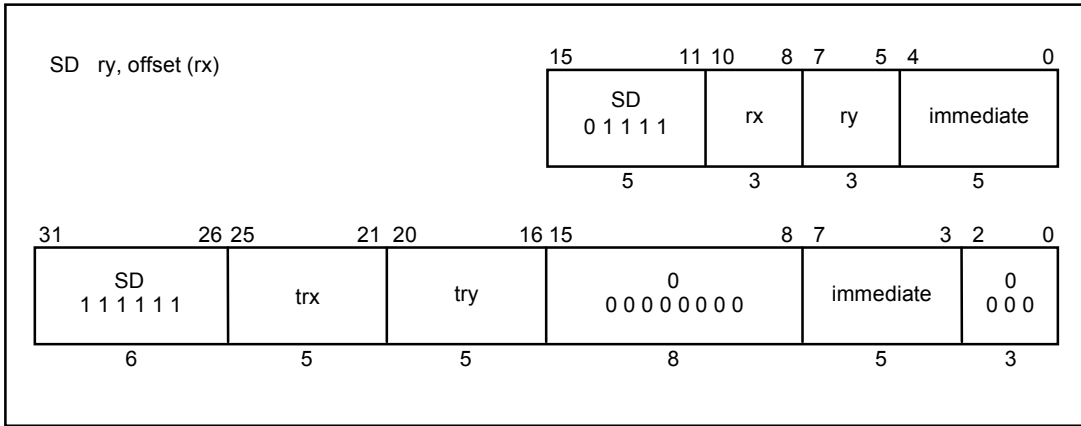 SD ry, offset (rx)
15 11 10 8 7 5 4 0
SD
0 1 1 1 1
rx
ry
immediate
5 3 3 5
31 26 25 21 20 16 15 8 7 3 2 0
SD
1 1 1 1 1 1
trx
try
0
0 0 0 0 0 0 0 0
immediate
0
0 0 0
6 5 5 8 5 3